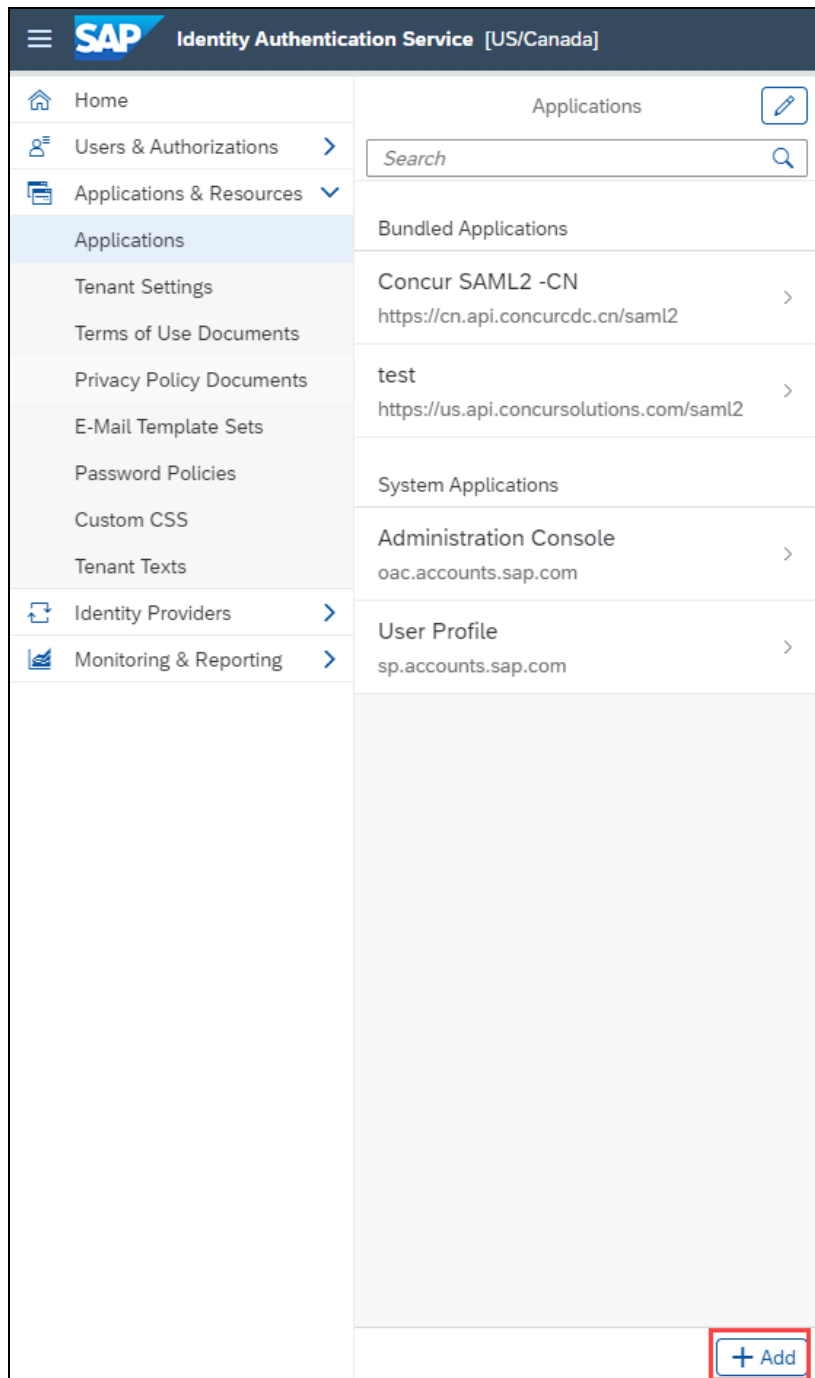 SAP Identity Authentication Service [US/Canada]
Home
Users & Authorizations
Applications & Resources
Applications
Tenant Settings
Terms of Use Documents
Privacy Policy Documents
E-Mail Template Sets
Password Policies
Custom CSS
Tenant Texts
Identity Providers
Monitoring & Reporting
Applications
Search
Bundled Applications
Concur SAML2 -CN
https://cn.api.concurcdc.cn/saml2
test
https://us.api.concursolutions.com/saml2
System Applications
Administration Console
oac.accounts.sap.com
User Profile
sp.accounts.sap.com
+ Add